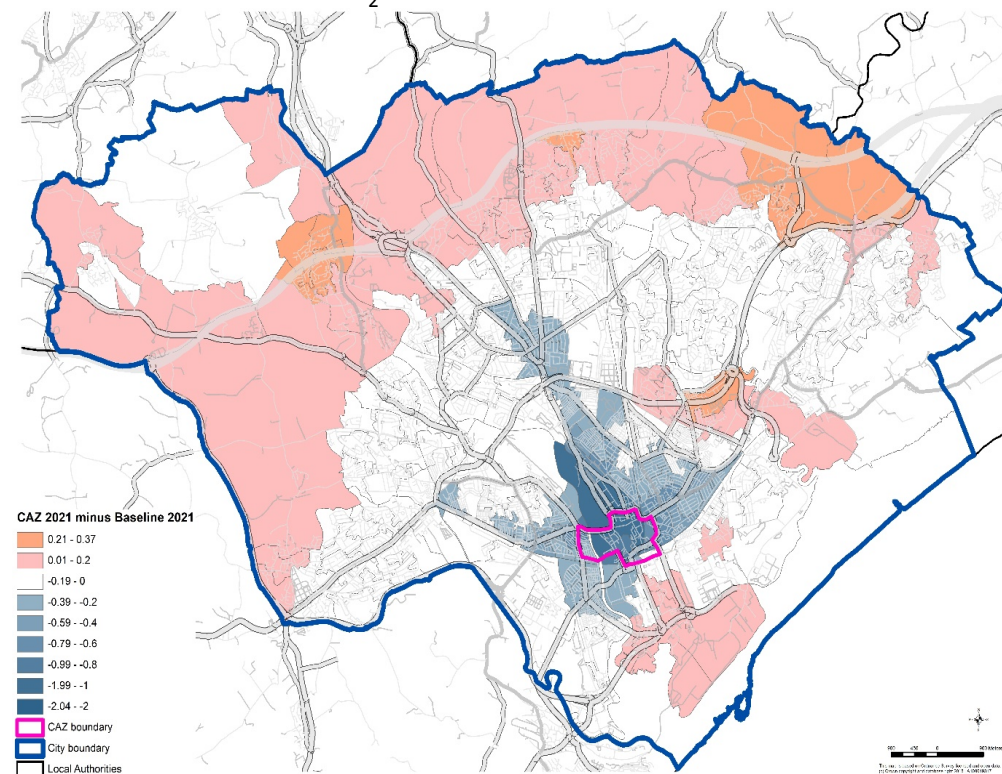 2
CAZ 2021 minus Baseline 2021
0.21 - 0.37
0.01 - 0.2
-0.19 - 0
-0.39 - -0.2
-0.59 - -0.4
-0.79 - -0.6
-0.99 - -0.8
-1.99 - -1
-2.04 - -2
CAZ boundary
City boundary
Local Authorities